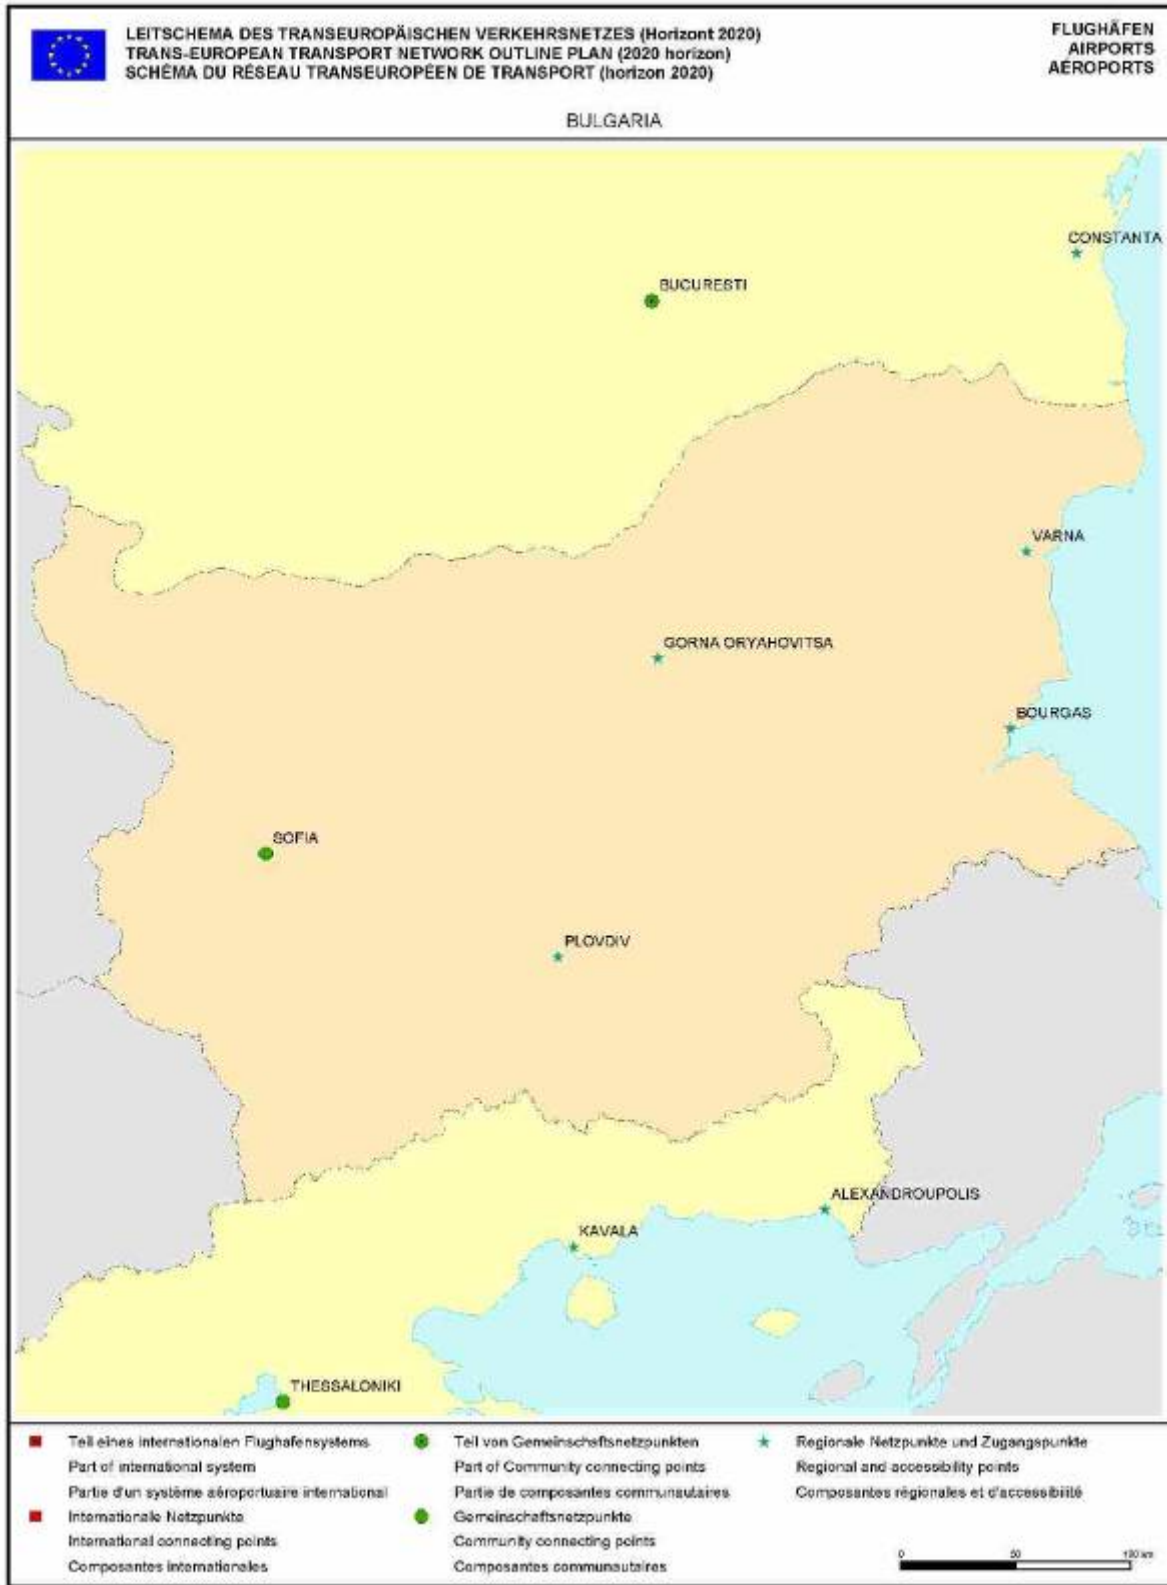 LEITSCHEMA DES TRANSEUROPÄISCHEN VERKEHRSNETZES (Horizont 2020)
TRANS-EUROPEAN TRANSPORT NETWORK OUTLINE PLAN (2020 horizon)
SCHÉMA DU RÉSEAU TRANSEUROPÉEN DE TRANSPORT (horizon 2020)
FLUGHÄFEN
AIRPORTS
AÉROPORTS
BULGARIA
CONSTANTA
BUCURESTI
VARNA
GORNA ORYAHOVITSA
BOURGAS
SOFIA
PLOVDIV
ALEXANDROUPOLIS
KAVALA
THESSALONIKI
Teil eines internationalen Flughafensystems
Part of international system
Partie d'un système aéroportuaire international
Internationale Netzpunkte
International connecting points
Composantes internationales
Teil von Gemeinschaftsnetzpunkten
Part of Community connecting points
Partie de composantes communautaires
Gemeinschaftsnetzpunkte
Community connecting points
Composantes communautaires
Regionale Netzpunkte und Zugangspunkte
Regional and accessibility points
Composantes régionales et d'accessibilité
0 50 100 km